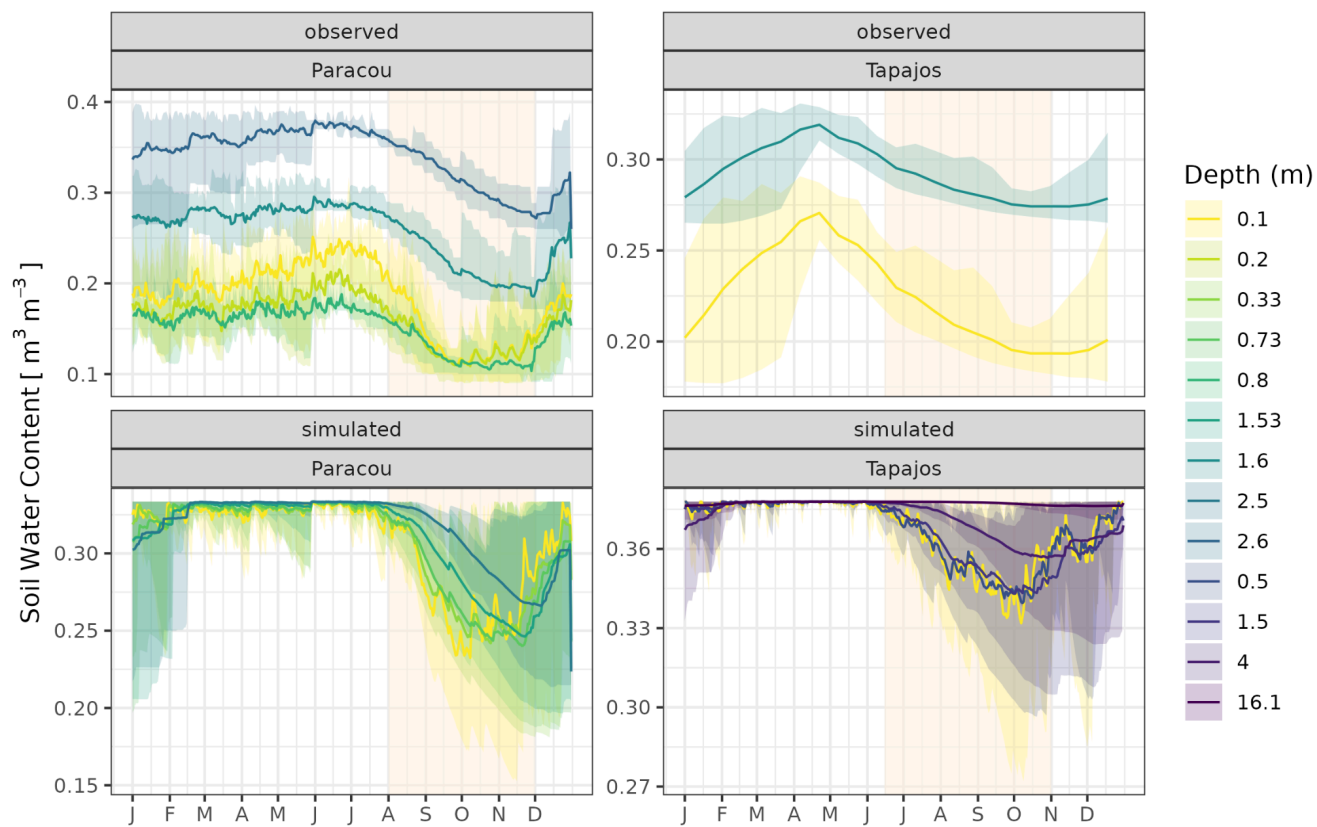 observed
observed
Paracou
Tapajos
0.4
0.3
0.2
0.1
0.30
0.25
0.20
simulated
simulated
Paracou
Tapajos
0.30
0.25
0.20
0.15
0.36
0.33
0.30
0.27
J F M A M J J A S O N D
J F M A M J J A S O N D
Soil Water Content [ m³ m⁻³ ]
Depth (m)
0.1
0.2
0.33
0.73
0.8
1.53
1.6
2.5
2.6
0.5
1.5
4
16.1